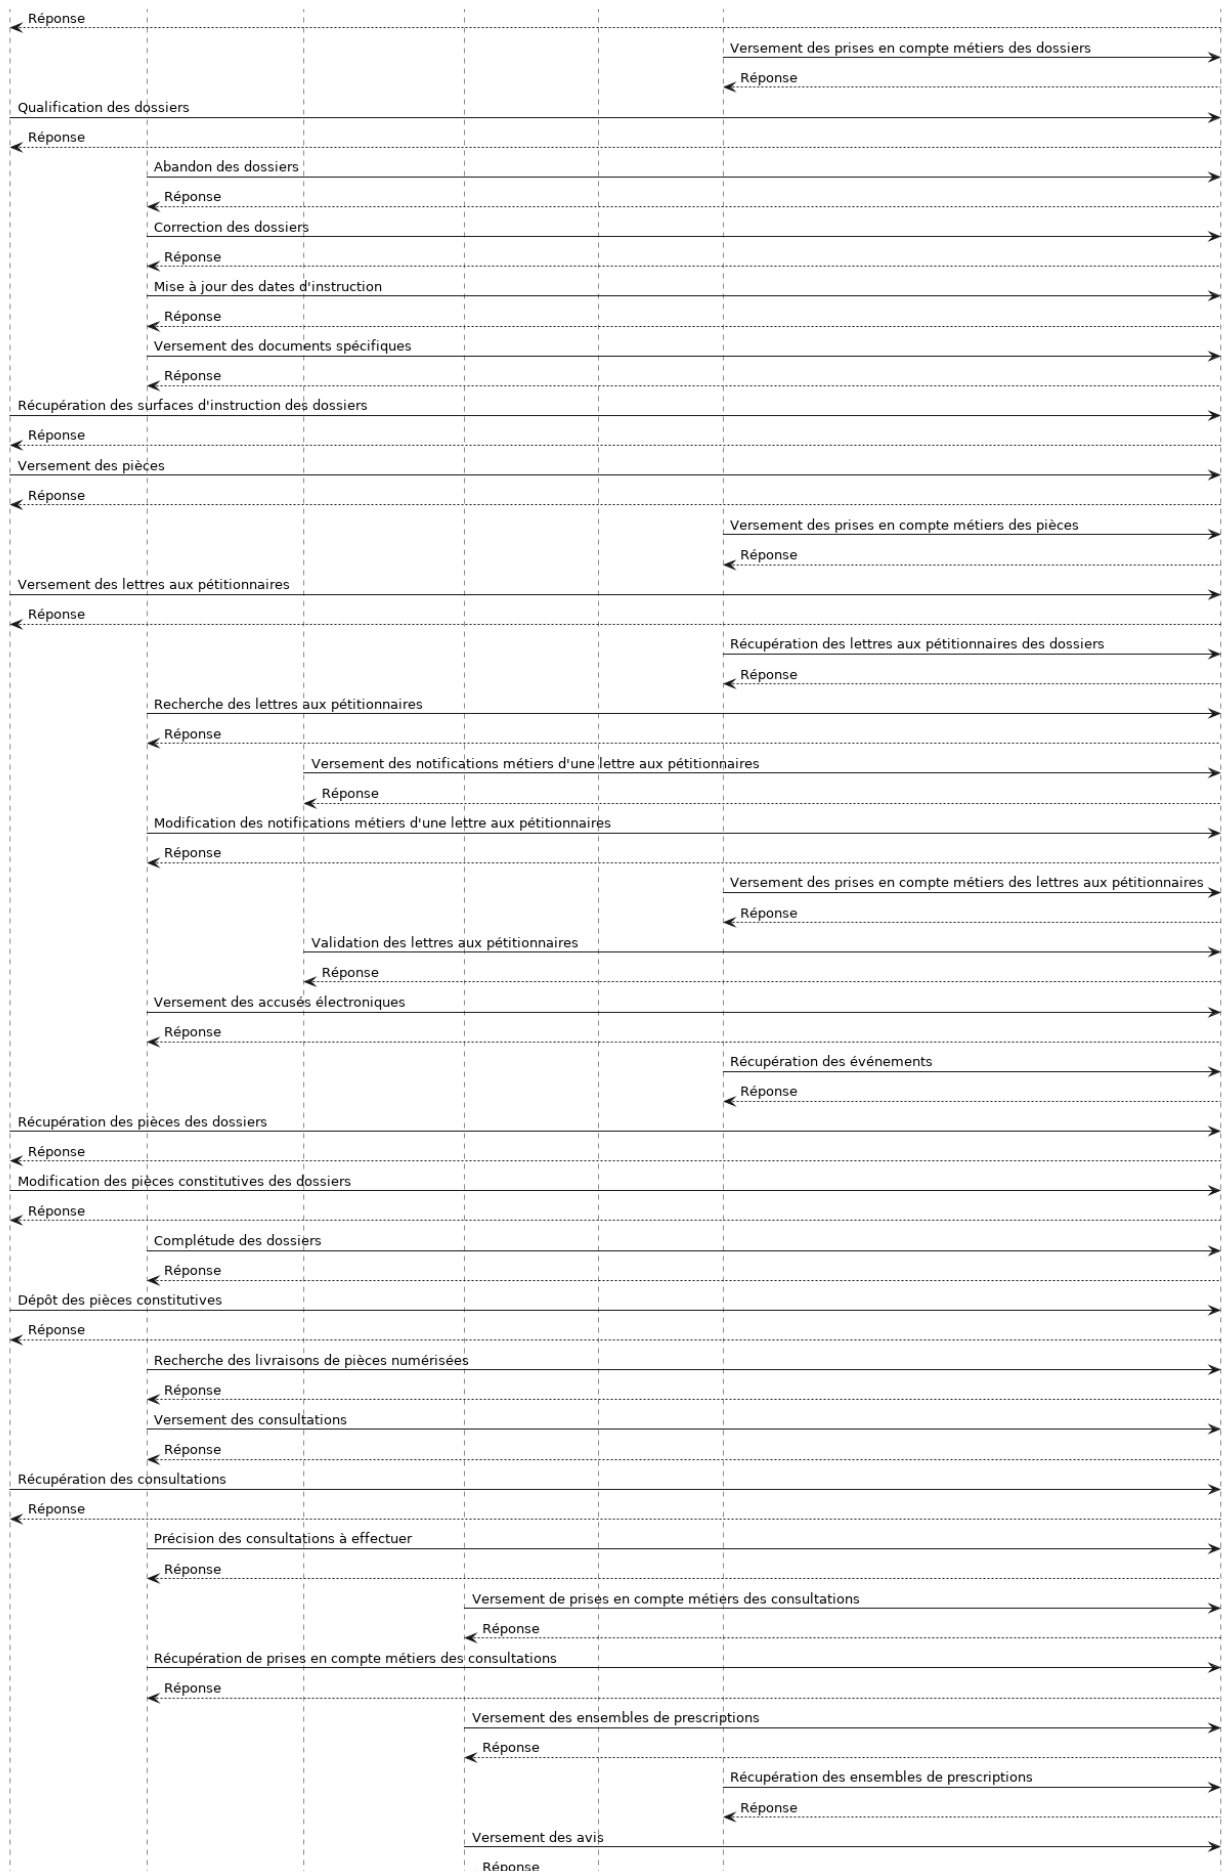 Réponse
Versement des prises en compte métiers des dossiers
Réponse
Qualification des dossiers
Réponse
Abandon des dossiers
Réponse
Correction des dossiers
Réponse
Mise à jour des dates d'instruction
Réponse
Versement des documents spécifiques
Réponse
Récupération des surfaces d'instruction des dossiers
Réponse
Versement des pièces
Réponse
Versement des prises en compte métiers des pièces
Réponse
Versement des lettres aux pétitionnaires
Réponse
Récupération des lettres aux pétitionnaires des dossiers
Réponse
Recherche des lettres aux pétitionnaires
Réponse
Versement des notifications métiers d'une lettre aux pétitionnaires
Réponse
Modification des notifications métiers d'une lettre aux pétitionnaires
Réponse
Versement des prises en compte métiers des lettres aux pétitionnaires
Réponse
Validation des lettres aux pétitionnaires
Réponse
Versement des accusés électroniques
Réponse
Récupération des événements
Réponse
Récupération des pièces des dossiers
Réponse
Modification des pièces constitutives des dossiers
Réponse
Complétude des dossiers
Réponse
Dépôt des pièces constitutives
Réponse
Recherche des livraisons de pièces numérisées
Réponse
Versement des consultations
Réponse
Récupération des consultations
Réponse
Précision des consultations à effectuer
Réponse
Versement de prises en compte métiers des consultations
Réponse
Récupération de prises en compte métiers des consultations
Réponse
Versement des ensembles de prescriptions
Réponse
Récupération des ensembles de prescriptions
Réponse
Versement des avis
Réponse